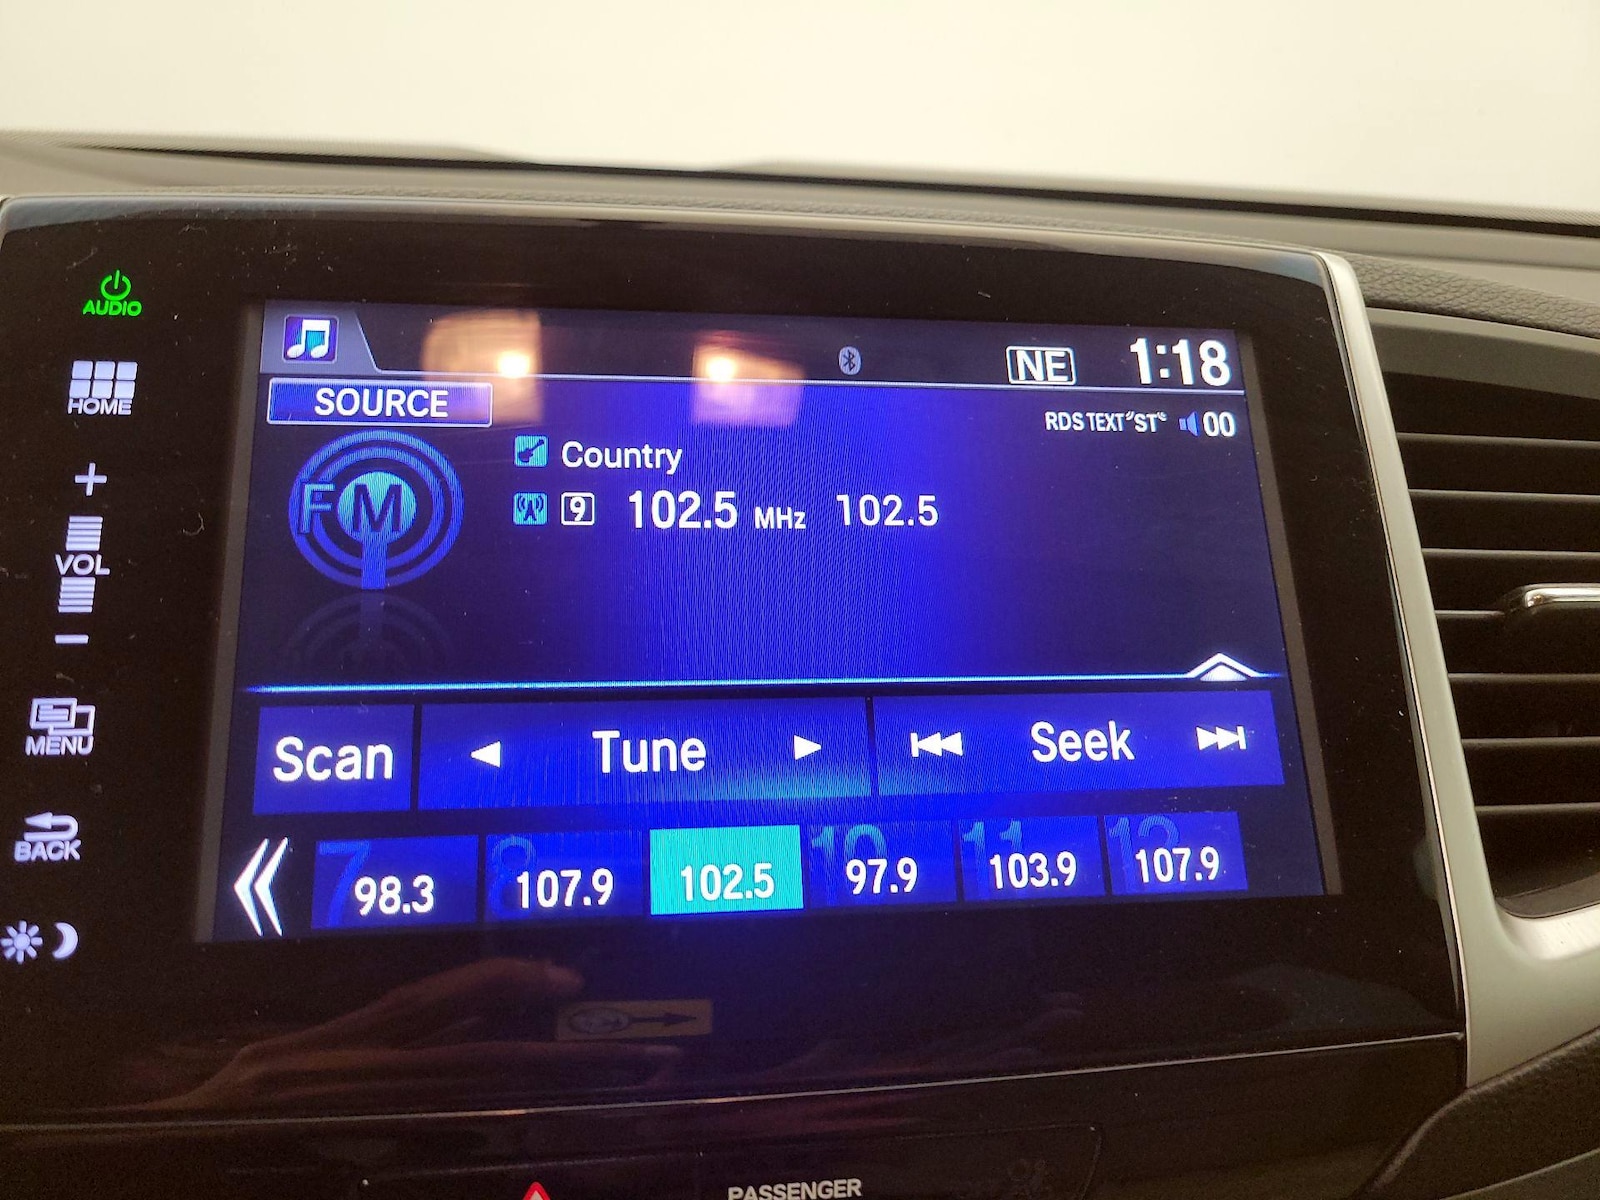 AUDIO
NE 1:18
HOME
SOURCE
RDS TEXT "ST" 00
Country
FM
9 102.5 MHz 102.5
+
VOL
-
MENU
Scan Tune Seek
BACK
7 98.3 8 107.9 102.5 10 97.9 11 103.9 12 107.9
PASSENGER